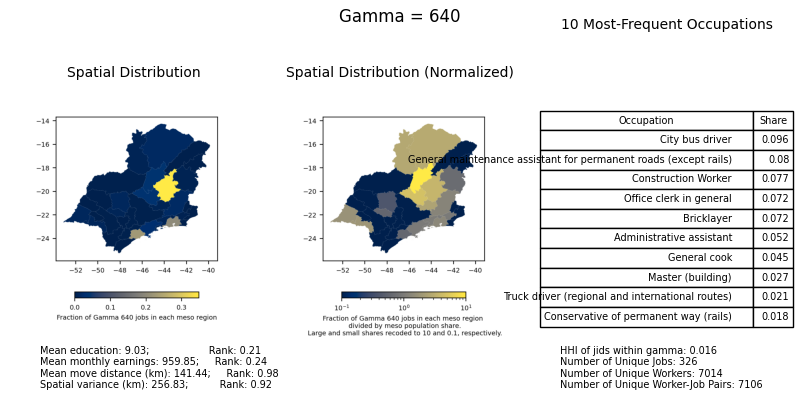 Gamma = 640
10 Most-Frequent Occupations
Spatial Distribution
Spatial Distribution (Normalized)
−14
−16
−18
−20
−22
−24
−52 −50 −48 −46 −44 −42 −40
0.0 0.1 0.2 0.3
Fraction of Gamma 640 jobs in each meso region
−14
−16
−18
−20
−22
−24
−52 −50 −48 −46 −44 −42 −40
10⁻¹ 10⁰ 10¹
Fraction of Gamma 640 jobs in each meso region
divided by meso population share.
Large and small shares recoded to 10 and 0.1, respectively.
Occupation Share
City bus driver 0.096
General maintenance assistant for permanent roads (except rails) 0.08
Construction Worker 0.077
Office clerk in general 0.072
Bricklayer 0.072
Administrative assistant 0.052
General cook 0.045
Master (building) 0.027
Truck driver (regional and international routes) 0.021
Conservative of permanent way (rails) 0.018
Mean education: 9.03; Rank: 0.21
Mean monthly earnings: 959.85; Rank: 0.24
Mean move distance (km): 141.44; Rank: 0.98
Spatial variance (km): 256.83; Rank: 0.92
HHI of jids within gamma: 0.016
Number of Unique Jobs: 326
Number of Unique Workers: 7014
Number of Unique Worker-Job Pairs: 7106